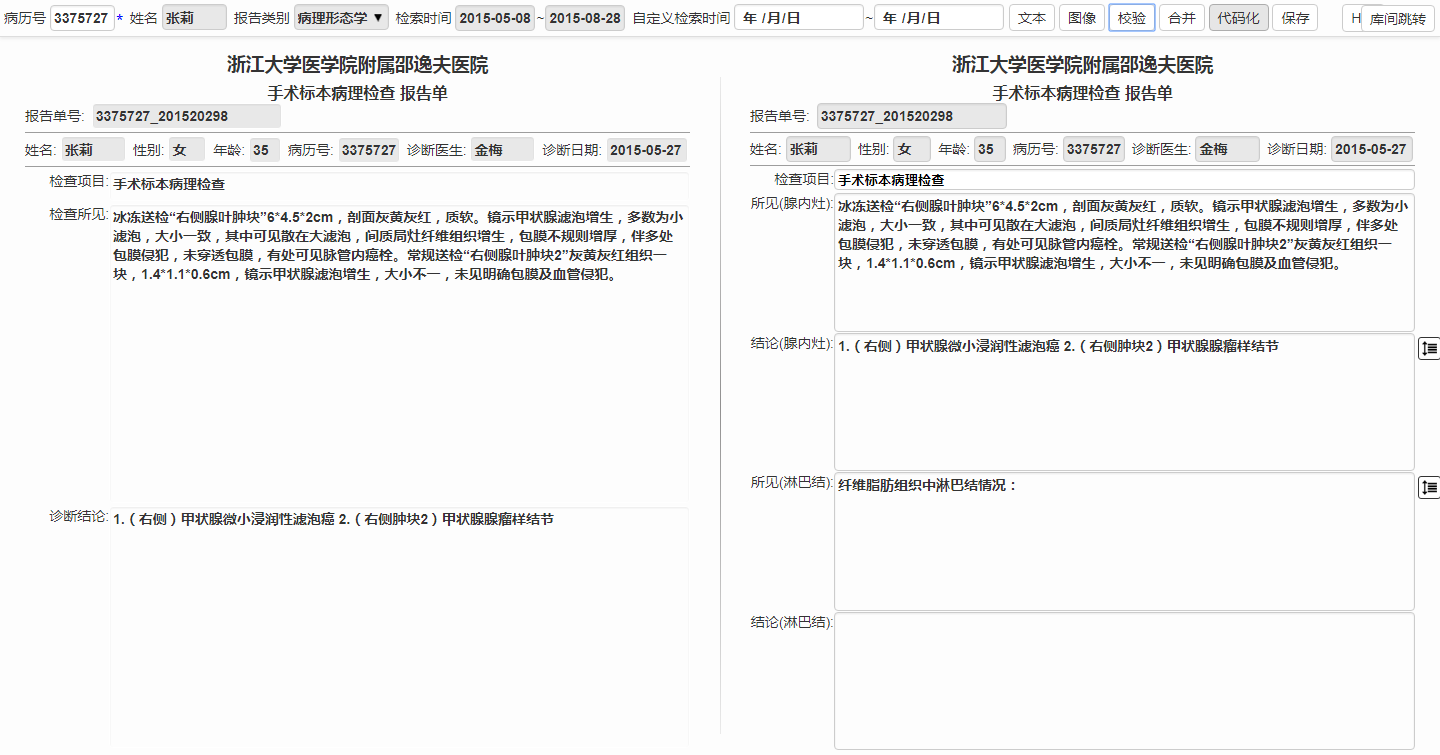 病历号 3375727 * 姓名 张莉 报告类别 病理形态学 ▼ 检索时间 2015-05-08 ~ 2015-08-28 自定义检索时间 年 /月/日 ~ 年 /月/日 文本 图像 校验 合并 代码化 保存 H 库间跳转
浙江大学医学院附属邵逸夫医院
手术标本病理检查 报告单
报告单号: 3375727_201520298
姓名: 张莉 性别: 女 年龄: 35 病历号: 3375727 诊断医生: 金梅 诊断日期: 2015-05-27
检查项目: 手术标本病理检查
检查所见: 冰冻送检“右侧腺叶肿块”6*4.5*2cm，剖面灰黄灰红，质软。镜示甲状腺滤泡增生，多数为小
滤泡，大小一致，其中可见散在大滤泡，间质局灶纤维组织增生，包膜不规则增厚，伴多处
包膜侵犯，未穿透包膜，有处可见脉管内癌栓。常规送检“右侧腺叶肿块2”灰黄灰红组织一
块，1.4*1.1*0.6cm，镜示甲状腺滤泡增生，大小不一，未见明确包膜及血管侵犯。
诊断结论: 1.（右侧）甲状腺微小浸润性滤泡癌 2.（右侧肿块2）甲状腺腺瘤样结节
浙江大学医学院附属邵逸夫医院
手术标本病理检查 报告单
报告单号: 3375727_201520298
姓名: 张莉 性别: 女 年龄: 35 病历号: 3375727 诊断医生: 金梅 诊断日期: 2015-05-27
检查项目: 手术标本病理检查
所见(腺内灶): 冰冻送检“右侧腺叶肿块”6*4.5*2cm，剖面灰黄灰红，质软。镜示甲状腺滤泡增生，多数为小
滤泡，大小一致，其中可见散在大滤泡，间质局灶纤维组织增生，包膜不规则增厚，伴多处
包膜侵犯，未穿透包膜，有处可见脉管内癌栓。常规送检“右侧腺叶肿块2”灰黄灰红组织一
块，1.4*1.1*0.6cm，镜示甲状腺滤泡增生，大小不一，未见明确包膜及血管侵犯。
结论(腺内灶): 1.（右侧）甲状腺微小浸润性滤泡癌 2.（右侧肿块2）甲状腺腺瘤样结节
所见(淋巴结): 纤维脂肪组织中淋巴结情况：
结论(淋巴结):